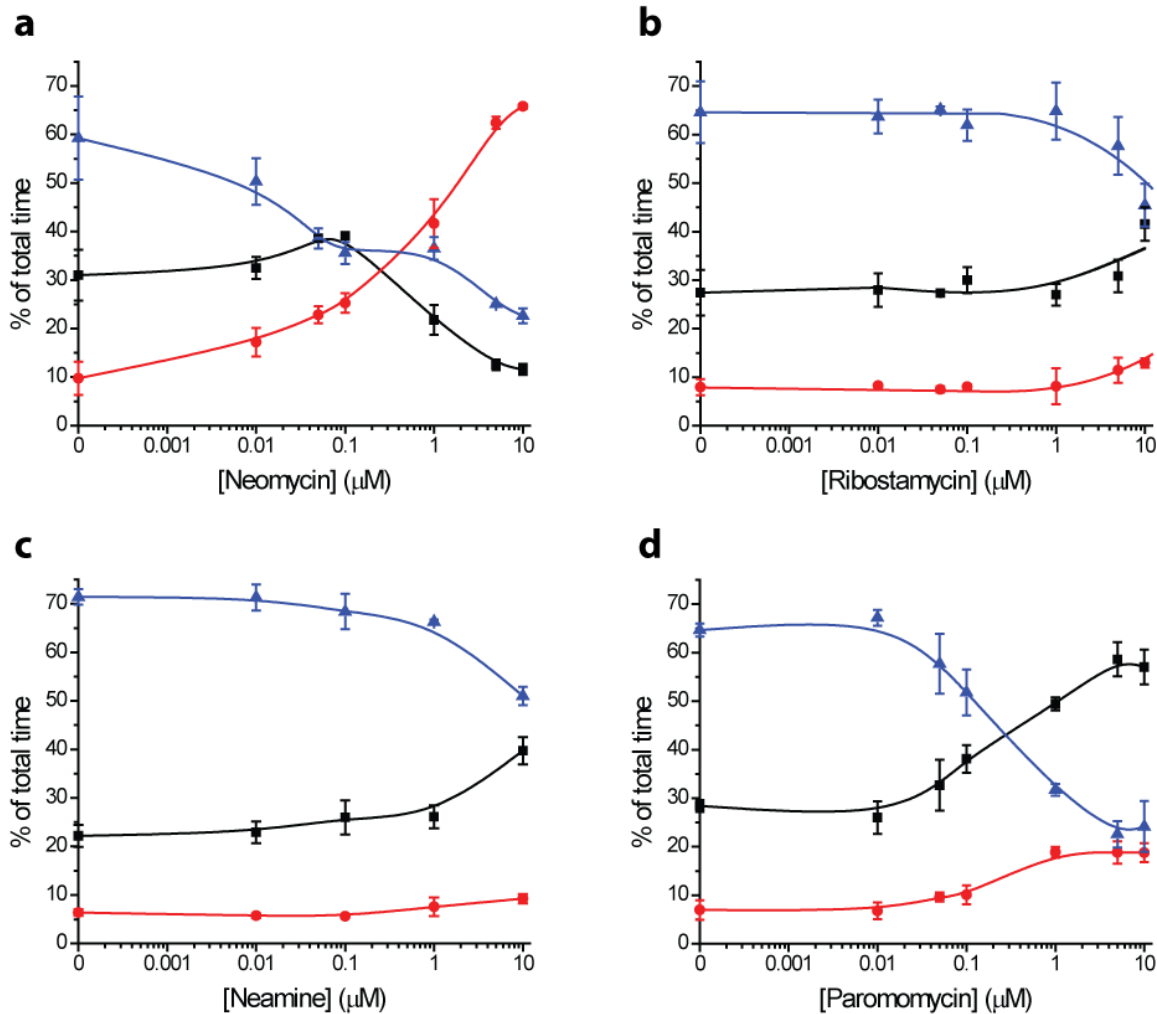 a
70
60
50
40
30
20
10
0
% of total time
0 0.001 0.01 0.1 1 10
[Neomycin] (μM)
b
70
60
50
40
30
20
10
0
% of total time
0 0.001 0.01 0.1 1 10
[Ribostamycin] (μM)
c
70
60
50
40
30
20
10
0
% of total time
0 0.001 0.01 0.1 1 10
[Neamine] (μM)
d
70
60
50
40
30
20
10
0
% of total time
0 0.001 0.01 0.1 1 10
[Paromomycin] (μM)